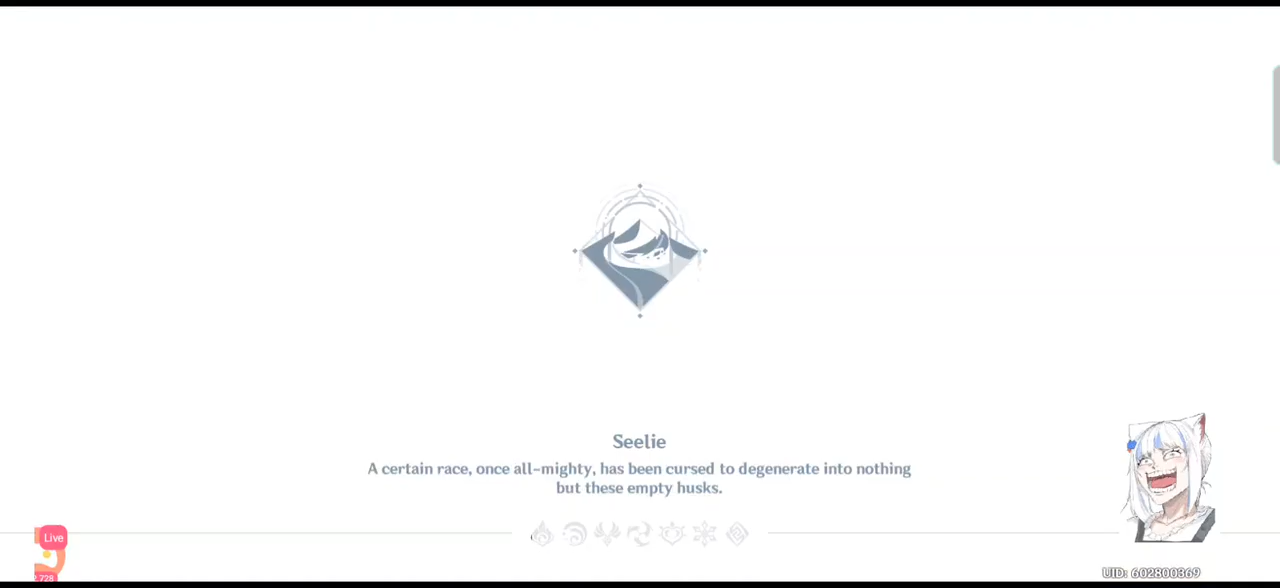 Seelie
A certain race, once all-mighty, has been cursed to degenerate into nothing
but these empty husks.
Live
728
UID: 602800369